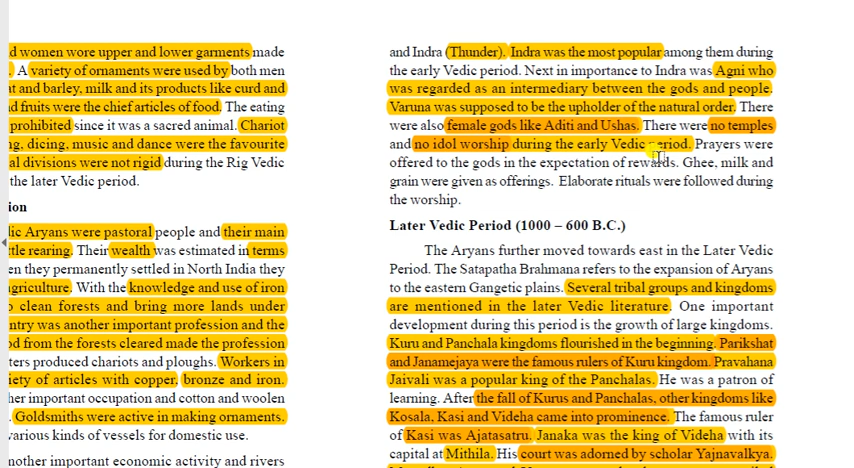 d women wore upper and lower garments made
. A variety of ornaments were used by both men
at and barley, milk and its products like curd and
d fruits were the chief articles of food. The eating
prohibited since it was a sacred animal. Chariot
ng, dicing, music and dance were the favourite
al divisions were not rigid during the Rig Vedic
the later Vedic period.
ion
dic Aryans were pastoral people and their main
ttle rearing. Their wealth was estimated in terms
en they permanently settled in North India they
agriculture. With the knowledge and use of iron
o clean forests and bring more lands under
entry was another important profession and the
od from the forests cleared made the profession
ters produced chariots and ploughs. Workers in
iety of articles with copper, bronze and iron.
her important occupation and cotton and woolen
. Goldsmiths were active in making ornaments.
various kinds of vessels for domestic use.
nother important economic activity and rivers
and Indra (Thunder). Indra was the most popular among them during
the early Vedic period. Next in importance to Indra was Agni who
was regarded as an intermediary between the gods and people.
Varuna was supposed to be the upholder of the natural order. There
were also female gods like Aditi and Ushas. There were no temples
and no idol worship during the early Vedic period. Prayers were
offered to the gods in the expectation of rewards. Ghee, milk and
grain were given as offerings. Elaborate rituals were followed during
the worship.
Later Vedic Period (1000 – 600 B.C.)
The Aryans further moved towards east in the Later Vedic
Period. The Satapatha Brahmana refers to the expansion of Aryans
to the eastern Gangetic plains. Several tribal groups and kingdoms
are mentioned in the later Vedic literature. One important
development during this period is the growth of large kingdoms.
Kuru and Panchala kingdoms flourished in the beginning. Parikshat
and Janamejaya were the famous rulers of Kuru kingdom. Pravahana
Jaivali was a popular king of the Panchalas. He was a patron of
learning. After the fall of Kurus and Panchalas, other kingdoms like
Kosala, Kasi and Videha came into prominence. The famous ruler
of Kasi was Ajatasatru. Janaka was the king of Videha with its
capital at Mithila. His court was adorned by scholar Yajnavalkya.